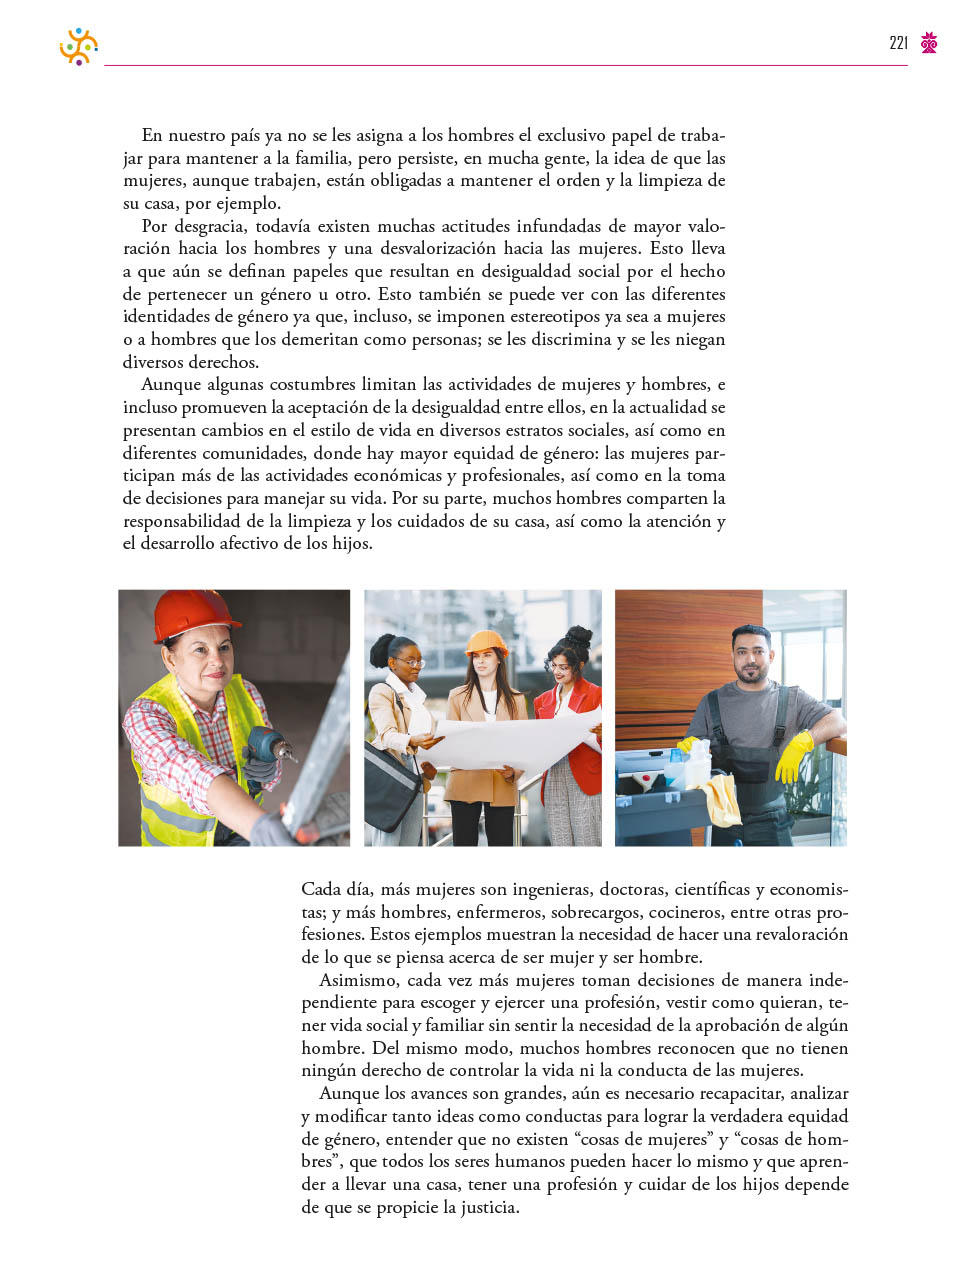 221
En nuestro país ya no se les asigna a los hombres el exclusivo papel de traba-
jar para mantener a la familia, pero persiste, en mucha gente, la idea de que las
mujeres, aunque trabajen, están obligadas a mantener el orden y la limpieza de
su casa, por ejemplo.
Por desgracia, todavía existen muchas actitudes infundadas de mayor valo-
ración hacia los hombres y una desvalorización hacia las mujeres. Esto lleva
a que aún se definan papeles que resultan en desigualdad social por el hecho
de pertenecer un género u otro. Esto también se puede ver con las diferentes
identidades de género ya que, incluso, se imponen estereotipos ya sea a mujeres
o a hombres que los demeritan como personas; se les discrimina y se les niegan
diversos derechos.
Aunque algunas costumbres limitan las actividades de mujeres y hombres, e
incluso promueven la aceptación de la desigualdad entre ellos, en la actualidad se
presentan cambios en el estilo de vida en diversos estratos sociales, así como en
diferentes comunidades, donde hay mayor equidad de género: las mujeres par-
ticipan más de las actividades económicas y profesionales, así como en la toma
de decisiones para manejar su vida. Por su parte, muchos hombres comparten la
responsabilidad de la limpieza y los cuidados de su casa, así como la atención y
el desarrollo afectivo de los hijos.
Cada día, más mujeres son ingenieras, doctoras, científicas y economis-
tas; y más hombres, enfermeros, sobrecargos, cocineros, entre otras pro-
fesiones. Estos ejemplos muestran la necesidad de hacer una revaloración
de lo que se piensa acerca de ser mujer y ser hombre.
Asimismo, cada vez más mujeres toman decisiones de manera inde-
pendiente para escoger y ejercer una profesión, vestir como quieran, te-
ner vida social y familiar sin sentir la necesidad de la aprobación de algún
hombre. Del mismo modo, muchos hombres reconocen que no tienen
ningún derecho de controlar la vida ni la conducta de las mujeres.
Aunque los avances son grandes, aún es necesario recapacitar, analizar
y modificar tanto ideas como conductas para lograr la verdadera equidad
de género, entender que no existen “cosas de mujeres” y “cosas de hom-
bres”, que todos los seres humanos pueden hacer lo mismo y que apren-
der a llevar una casa, tener una profesión y cuidar de los hijos depende
de que se propicie la justicia.